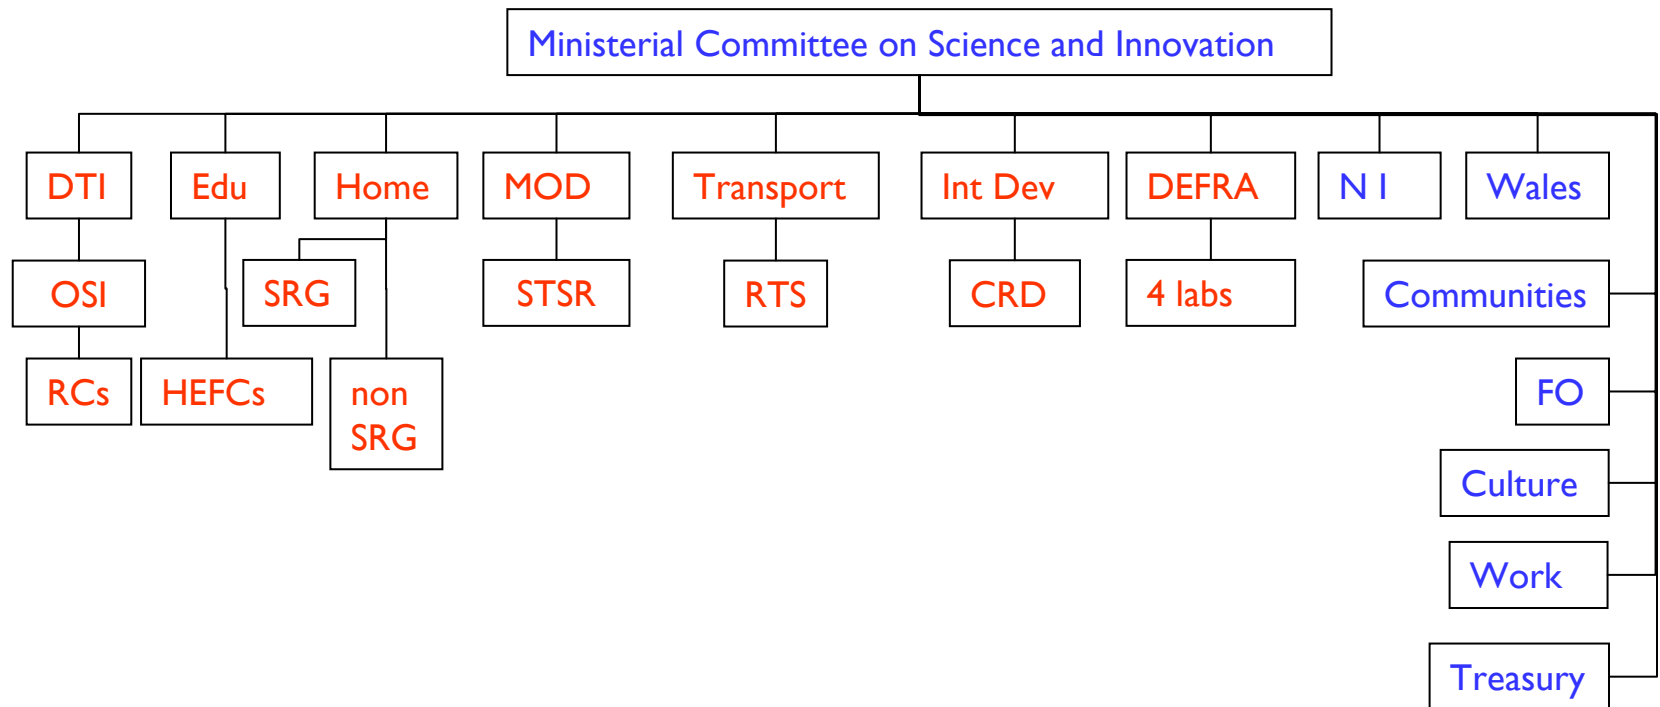 Ministerial Committee on Science and Innovation
DTI
Edu
Home
MOD
Transport
Int Dev
DEFRA
N I
Wales
OSI
SRG
STSR
RTS
CRD
4 labs
Communities
RCs
HEFCs
non
SRG
FO
Culture
Work
Treasury